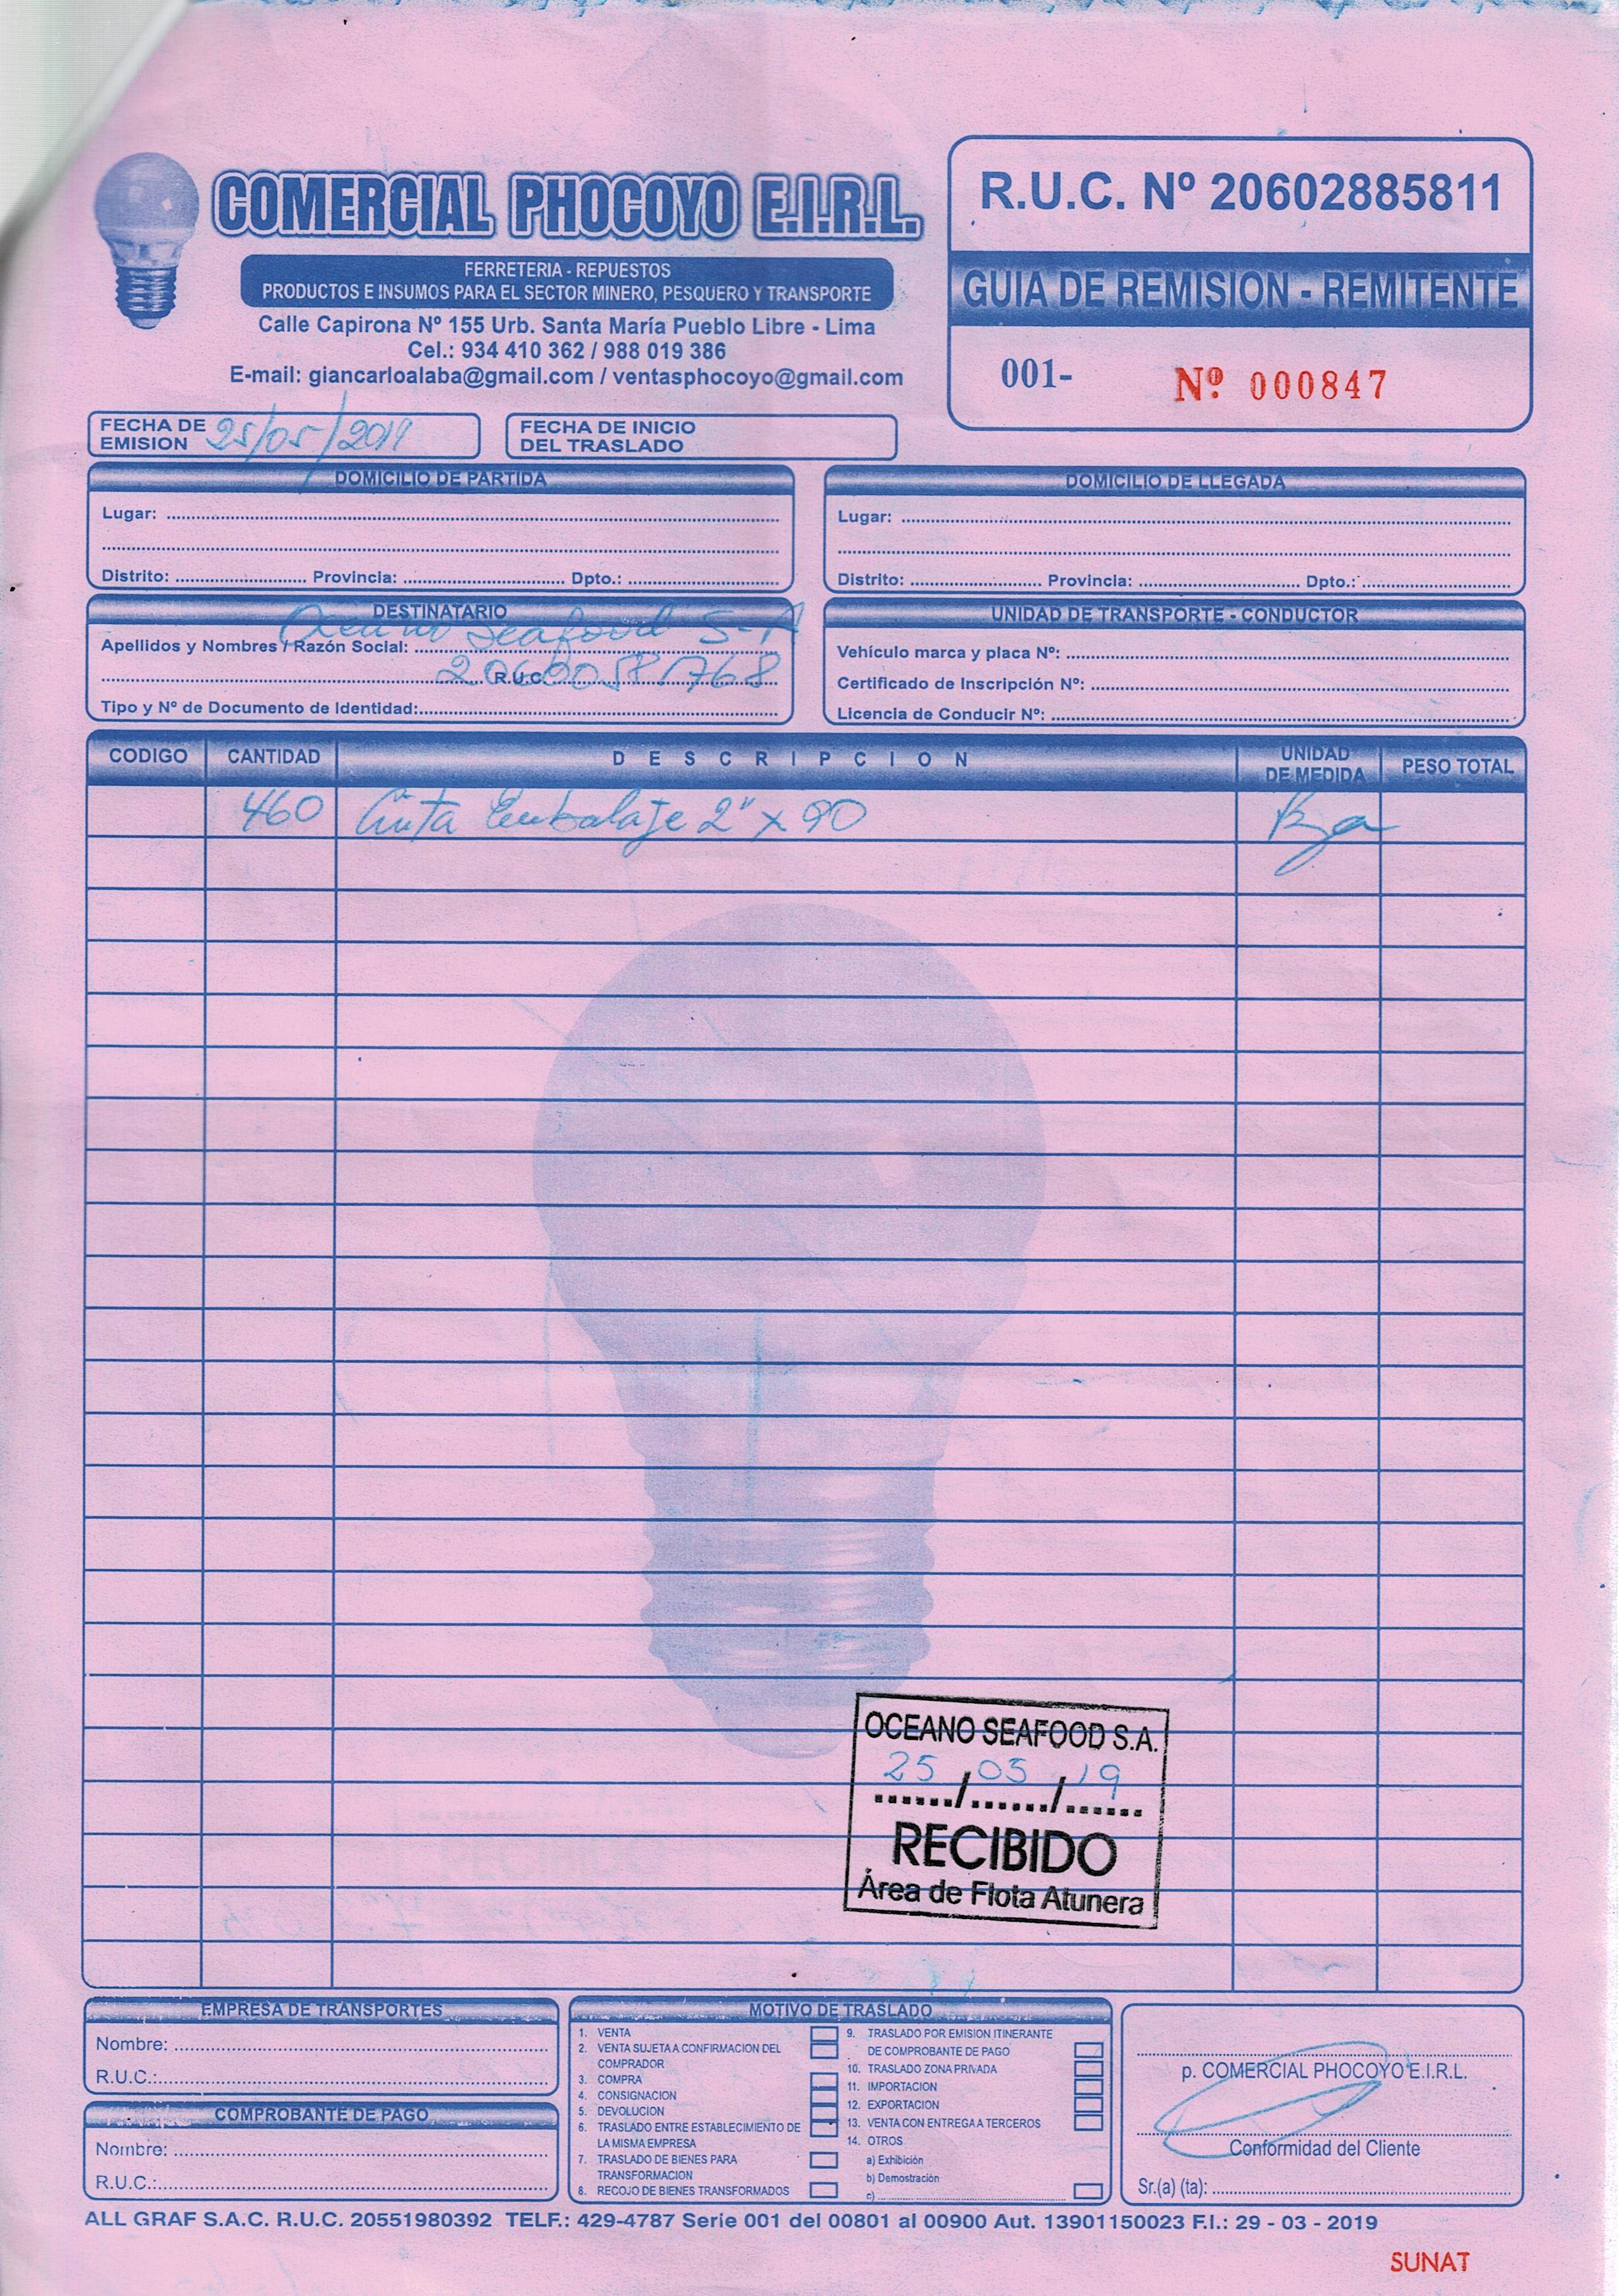 COMERCIAL PHOCOYO E.I.R.L.
FERRETERIA - REPUESTOS
PRODUCTOS E INSUMOS PARA EL SECTOR MINERO, PESQUERO Y TRANSPORTE
Calle Capirona Nº 155 Urb. Santa María Pueblo Libre - Lima
Cel.: 934 410 362 / 988 019 386
E-mail: giancarloalaba@gmail.com / ventasphocoyo@gmail.com
R.U.C. Nº 20602885811
GUIA DE REMISION - REMITENTE
001- Nº 000847
FECHA DE EMISION 25/05/2019
FECHA DE INICIO DEL TRASLADO
DOMICILIO DE PARTIDA
Lugar:
Distrito: Provincia: Dpto.:
DOMICILIO DE LLEGADA
Lugar:
Distrito: Provincia: Dpto.:
DESTINATARIO
Apellidos y Nombres / Razón Social: Seafood S.A
R.U.C.
Tipo y Nº de Documento de Identidad:
UNIDAD DE TRANSPORTE - CONDUCTOR
Vehículo marca y placa Nº:
Certificado de Inscripción Nº:
Licencia de Conducir Nº:
CODIGO CANTIDAD DESCRIPCION UNIDAD DE MEDIDA PESO TOTAL
460 Cinta Embalaje 2" x 90
OCEANO SEAFOOD S.A.
25/05/19
RECIBIDO
Área de Flota Atunera
EMPRESA DE TRANSPORTES
Nombre:
R.U.C.:
COMPROBANTE DE PAGO
Nombre:
R.U.C.:
MOTIVO DE TRASLADO
1. VENTA
2. VENTA SUJETA A CONFIRMACION DEL
COMPRADOR
3. COMPRA
4. CONSIGNACION
5. DEVOLUCION
6. TRASLADO ENTRE ESTABLECIMIENTO DE
LA MISMA EMPRESA
7. TRASLADO DE BIENES PARA
TRANSFORMACION
8. RECOJO DE BIENES TRANSFORMADOS
9. TRASLADO POR EMISION ITINERANTE
DE COMPROBANTE DE PAGO
10. TRASLADO ZONA PRIVADA
11. IMPORTACION
12. EXPORTACION
13. VENTA CON ENTREGA A TERCEROS
14. OTROS
a) Exhibición
b) Demostración
c)
p. COMERCIAL PHOCOYO E.I.R.L.
Conformidad del Cliente
Sr.(a) (ta):
ALL GRAF S.A.C. R.U.C. 20551980392 TELF.: 429-4787 Serie 001 del 00801 al 00900 Aut. 13901150023 F.I.: 29 - 03 - 2019
SUNAT